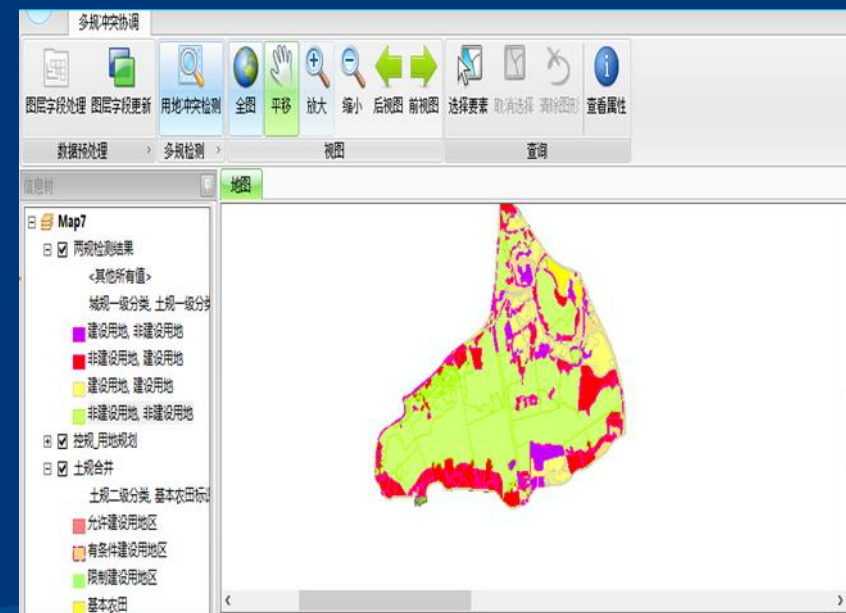 多规冲突协调
图层字段处理 图层字段更新 用地冲突检测 全图 平移 放大 缩小 后视图 前视图 选择要素 取消选择 清除图形 查看属性
数据预处理 多规检测 视图 查询
信息树 地图
Map7
两规检测结果
<其他所有值>
城规一级分类, 土规一级分类
建设用地, 非建设用地
非建设用地, 建设用地
建设用地, 建设用地
非建设用地, 非建设用地
控规_用地规划
土规合并
土规二级分类, 基本农田标识
允许建设用地区
有条件建设用地区
限制建设用地区
基本农田